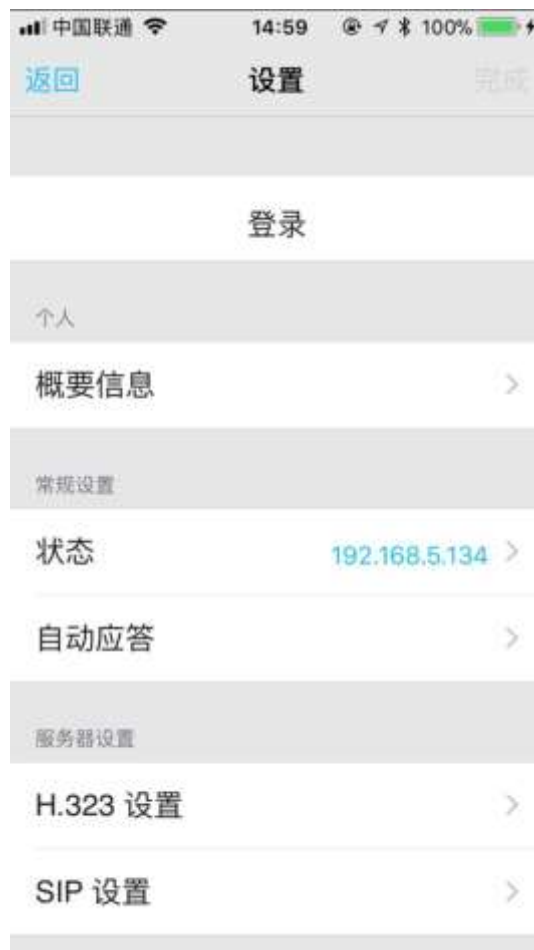 中国联通 14:59 100%
返回 设置 完成
登录
个人
概要信息
常规设置
状态 192.168.5.134
自动应答
服务器设置
H.323 设置
SIP 设置